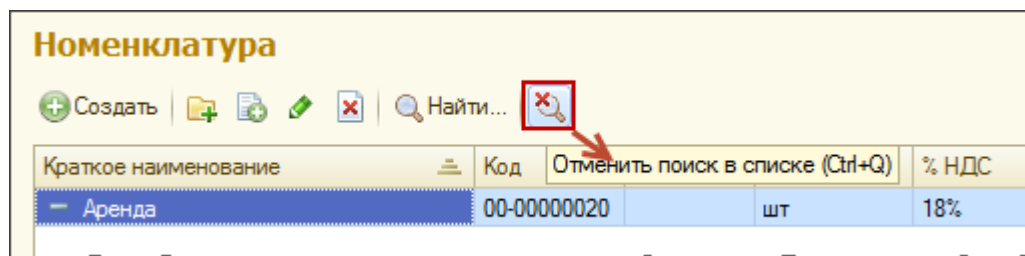 Номенклатура
Создать Найти...
Краткое наименование Код Отменить поиск в списке (Ctrl+Q) % НДС
Аренда 00-00000020 шт 18%